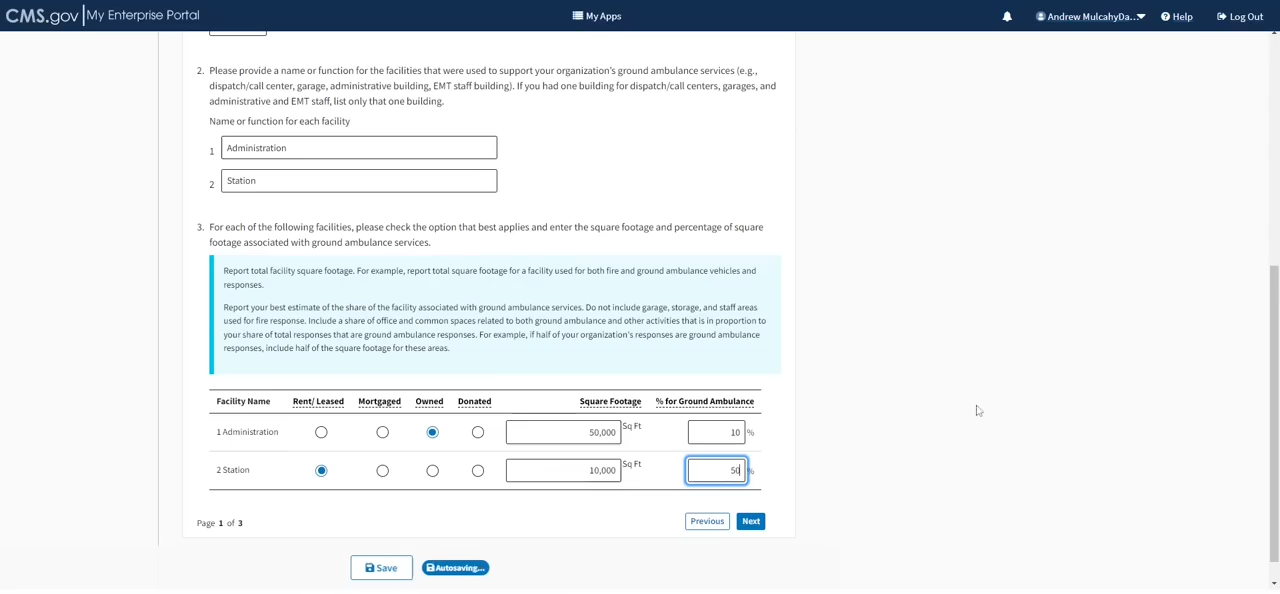 CMS.gov My Enterprise Portal My Apps Andrew MulcahyDa... Help Log Out
2. Please provide a name or function for the facilities that were used to support your organization's ground ambulance services (e.g.,
dispatch/call center, garage, administrative building, EMT staff building). If you had one building for dispatch/call centers, garages, and
administrative and EMT staff, list only that one building.
Name or function for each facility
1 Administration
2 Station
3. For each of the following facilities, please check the option that best applies and enter the square footage and percentage of square
footage associated with ground ambulance services.
Report total facility square footage. For example, report total square footage for a facility used for both fire and ground ambulance vehicles and
responses.
Report your best estimate of the share of the facility associated with ground ambulance services. Do not include garage, storage, and staff areas
used for fire response. Include a share of office and common spaces related to both ground ambulance and other activities that is in proportion to
your share of total responses that are ground ambulance responses. For example, if half of your organization's responses are ground ambulance
responses, include half of the square footage for these areas.
Facility Name Rent/ Leased Mortgaged Owned Donated Square Footage % for Ground Ambulance
1 Administration 50,000 Sq Ft 10 %
2 Station 10,000 Sq Ft 50 %
Page 1 of 3 Previous Next
Save Autosaving...